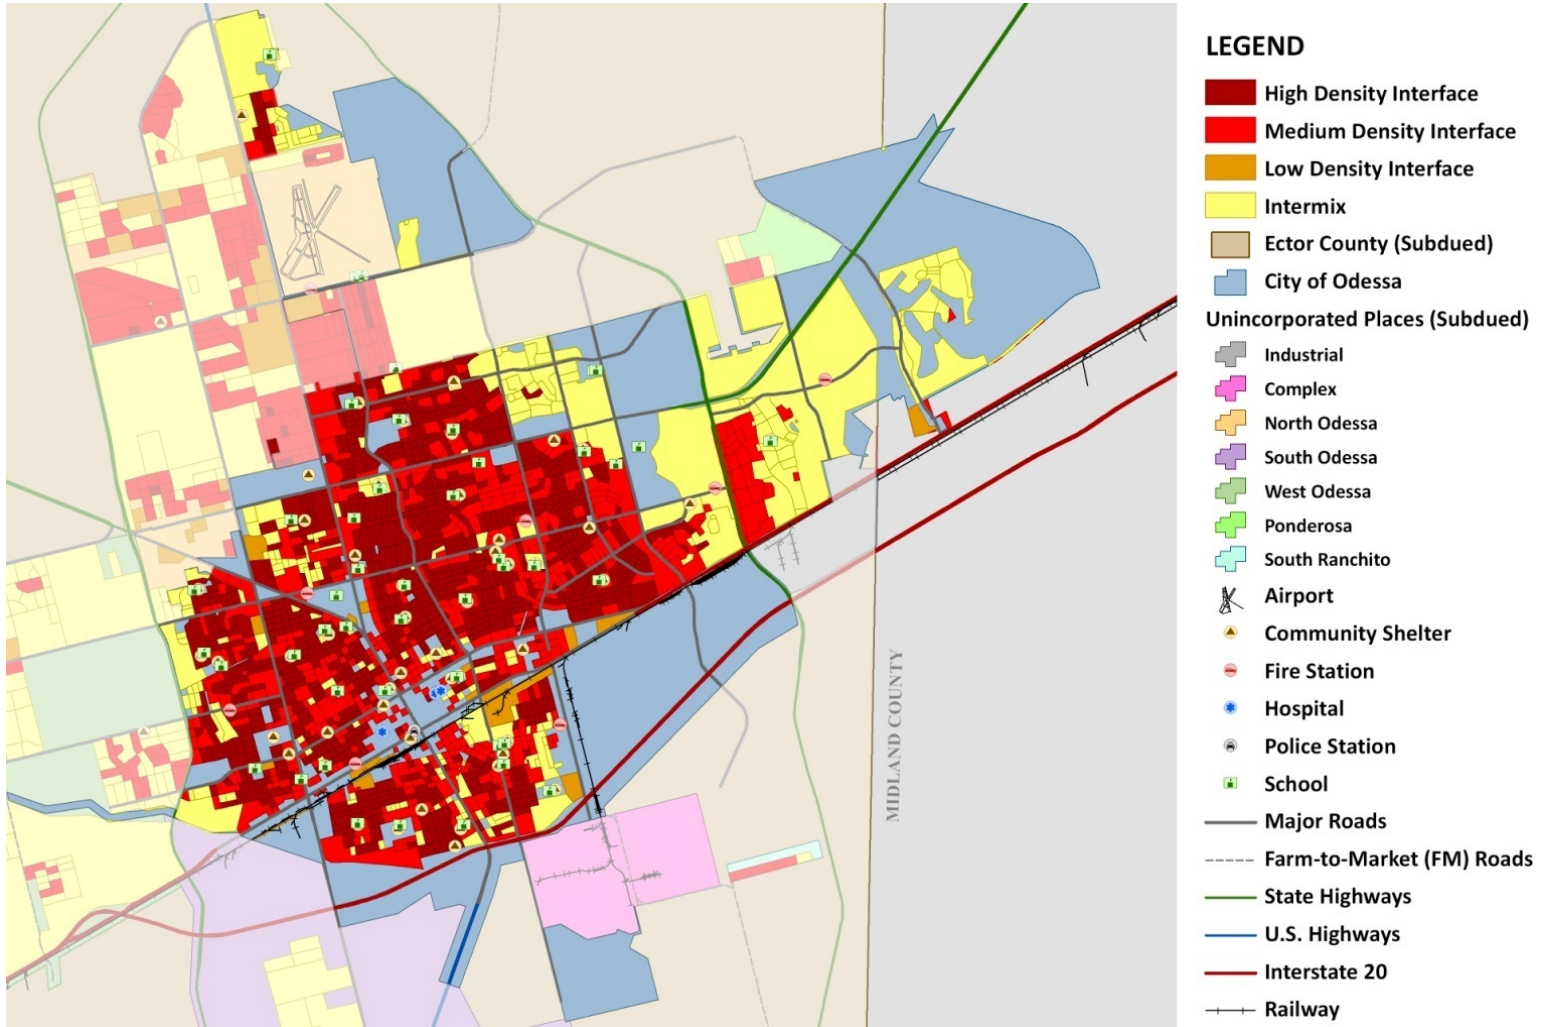 LEGEND
High Density Interface
Medium Density Interface
Low Density Interface
Intermix
Ector County (Subdued)
City of Odessa
Unincorporated Places (Subdued)
Industrial
Complex
North Odessa
South Odessa
West Odessa
Ponderosa
South Ranchito
Airport
Community Shelter
Fire Station
Hospital
Police Station
School
Major Roads
Farm-to-Market (FM) Roads
State Highways
U.S. Highways
Interstate 20
Railway
MIDLAND COUNTY